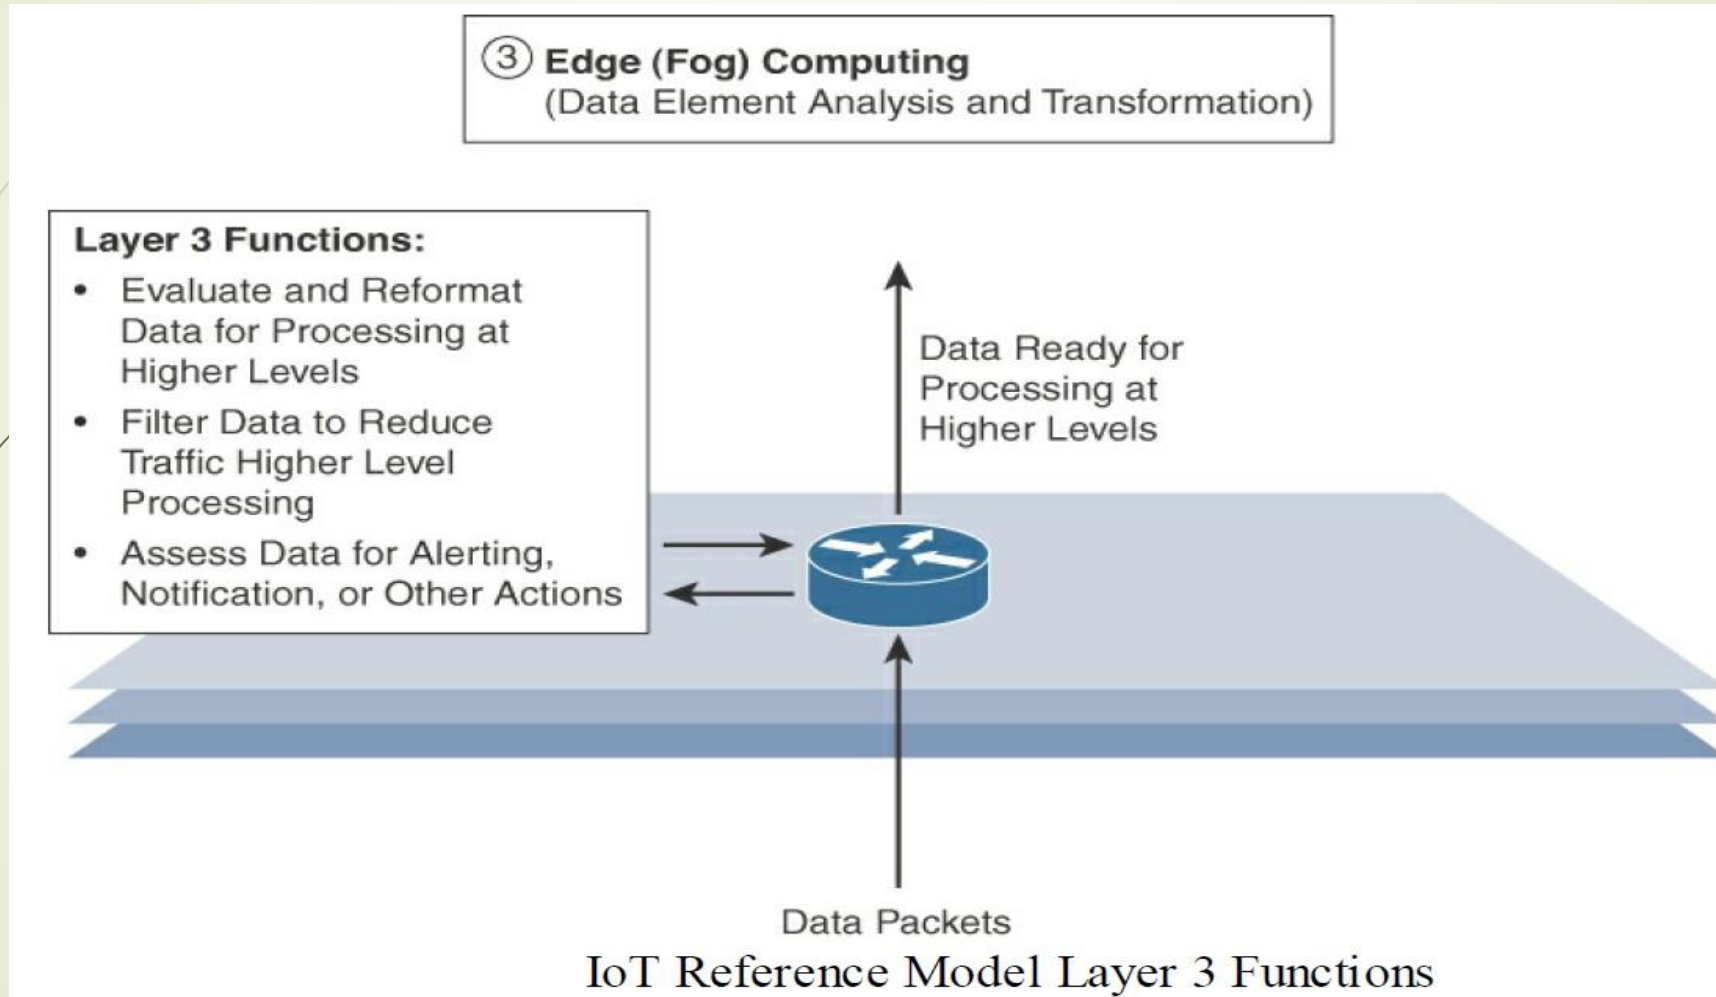 ③ Edge (Fog) Computing
(Data Element Analysis and Transformation)
Layer 3 Functions:
• Evaluate and Reformat
Data for Processing at
Higher Levels
• Filter Data to Reduce
Traffic Higher Level
Processing
• Assess Data for Alerting,
Notification, or Other Actions
Data Ready for
Processing at
Higher Levels
Data Packets
IoT Reference Model Layer 3 Functions